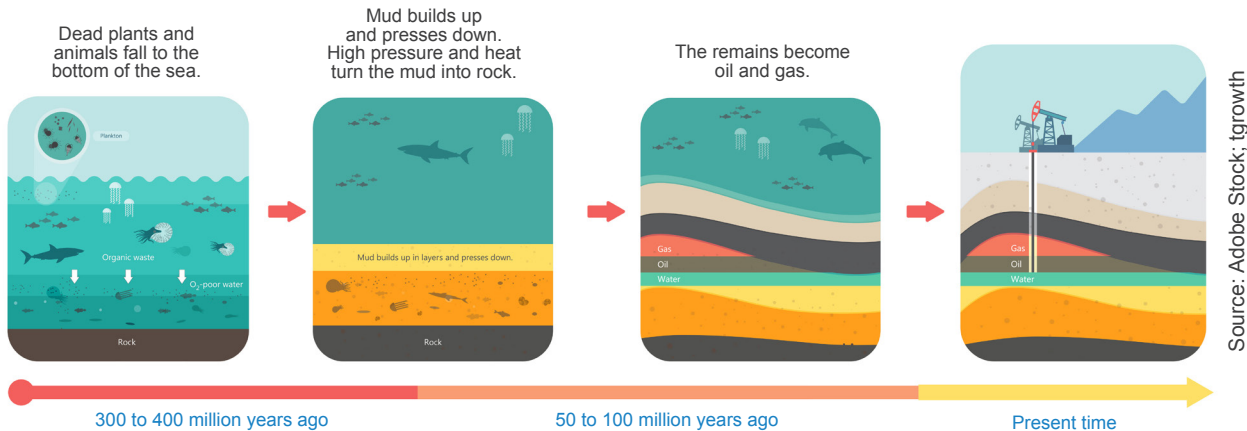 Dead plants and
animals fall to the
bottom of the sea.
Plankton
Organic waste
O₂-poor water
Rock
Mud builds up
and presses down.
High pressure and heat
turn the mud into rock.
Mud builds up in layers and presses down.
Rock
The remains become
oil and gas.
Gas
Oil
Water
Gas
Oil
Water
Source: Adobe Stock; tgrowth
300 to 400 million years ago
50 to 100 million years ago
Present time